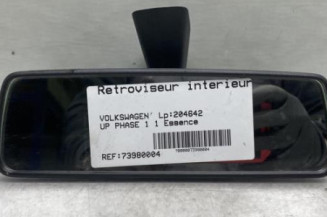 Retroviseur interieur
VOLKSWAGEN' Lp:204642
UP PHASE 1 1 Essence
REF:73980004